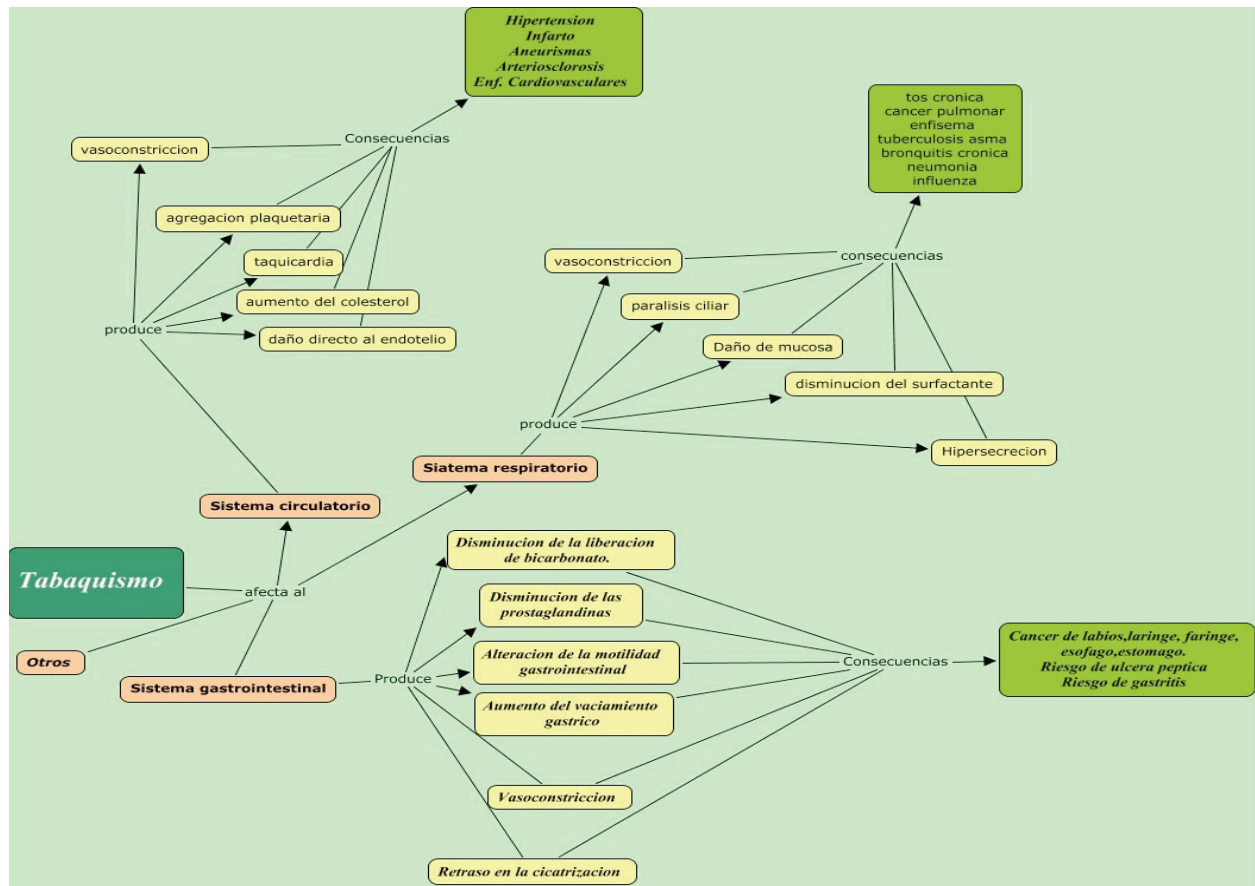 Hipertension
Infarto
Aneurismas
Arteriosclorosis
Enf. Cardiovasculares
Consecuencias
vasoconstriccion
agregacion plaquetaria
taquicardia
aumento del colesterol
daño directo al endotelio
produce
tos cronica
cancer pulmonar
enfisema
tuberculosis asma
bronquitis cronica
neumonia
influenza
consecuencias
vasoconstriccion
paralisis ciliar
Daño de mucosa
disminucion del surfactante
Hipersecrecion
produce
Siatema respiratorio
Sistema circulatorio
Tabaquismo
afecta al
Otros
Sistema gastrointestinal
Produce
Disminucion de la liberacion
de bicarbonato.
Disminucion de las
prostaglandinas
Alteracion de la motilidad
gastrointestinal
Aumento del vaciamiento
gastrico
Vasoconstriccion
Retraso en la cicatrizacion
Consecuencias
Cancer de labios,laringe, faringe,
esofago,estomago.
Riesgo de ulcera peptica
Riesgo de gastritis